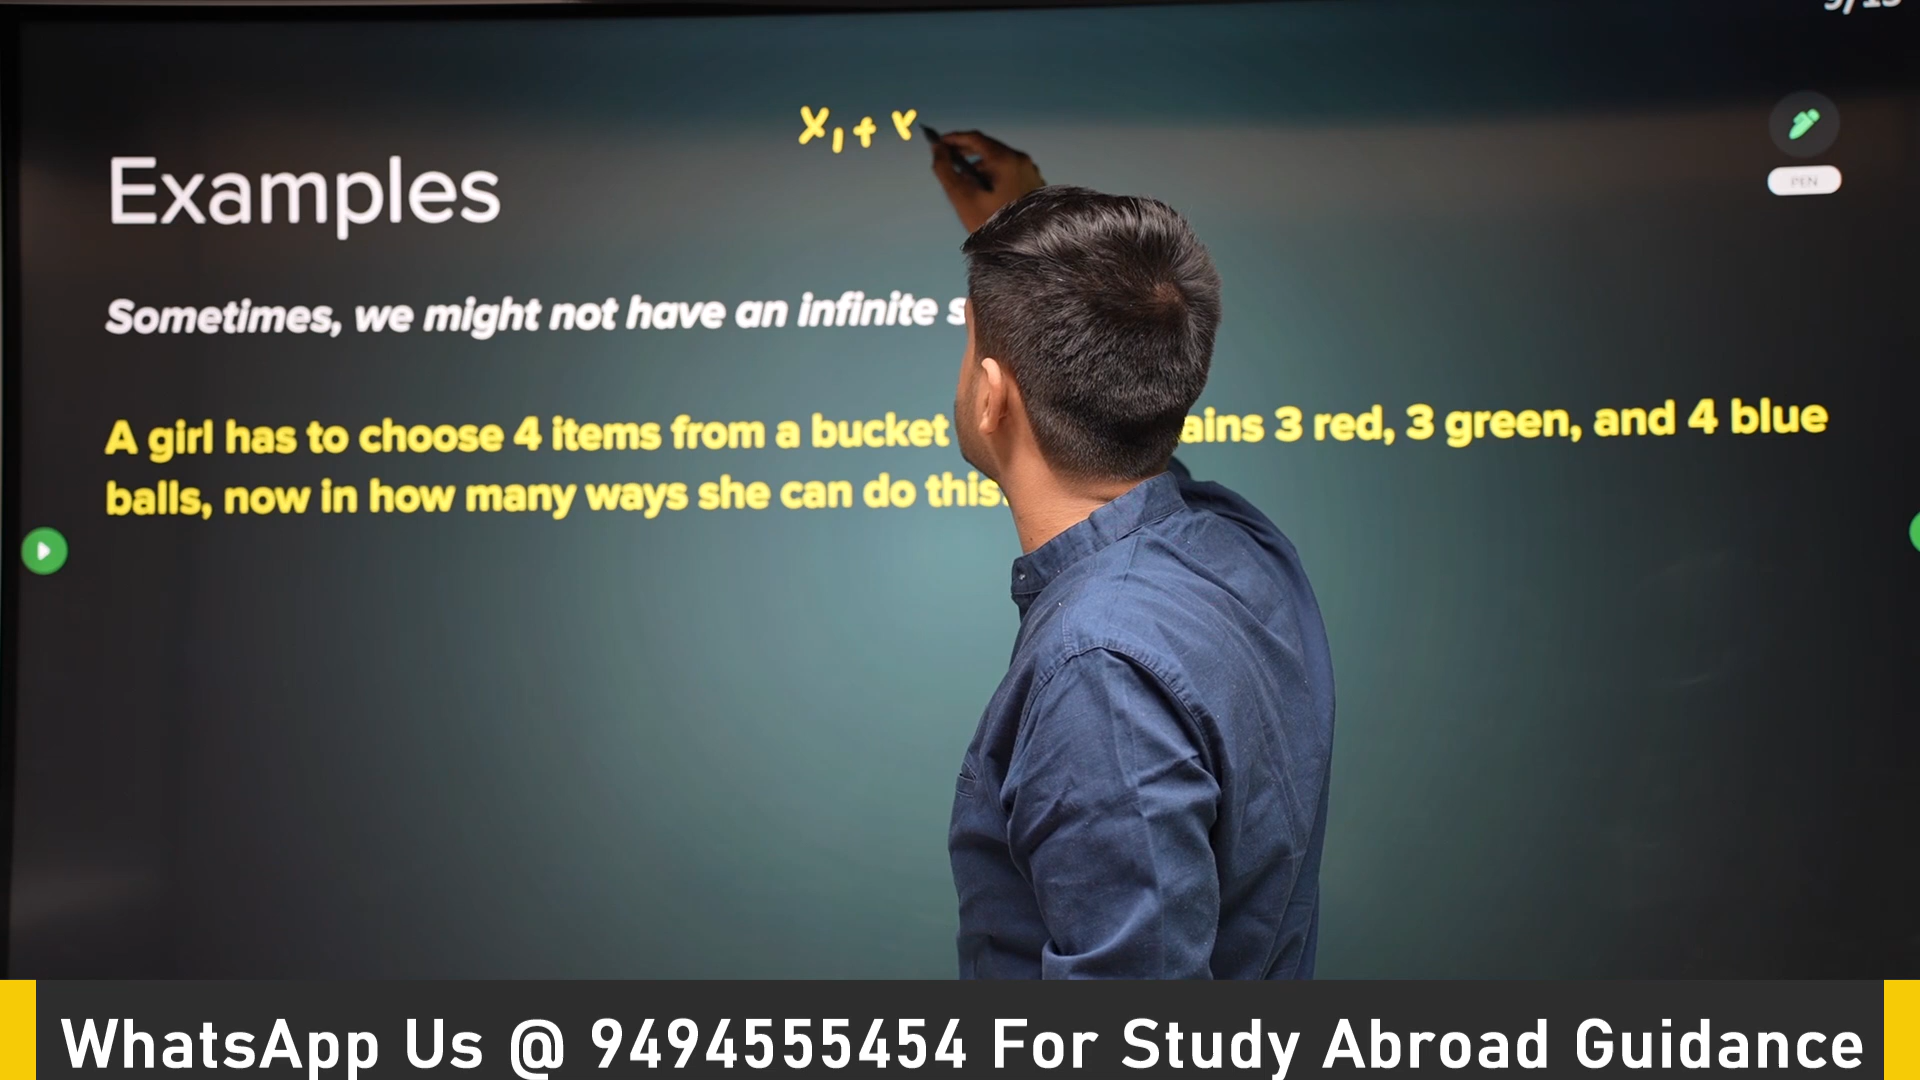 9/15
x₁ + x
PEN
Examples
Sometimes, we might not have an infinite
A girl has to choose 4 items from a bucket ains 3 red, 3 green, and 4 blue
balls, now in how many ways she can do this
WhatsApp Us @ 9494555454 For Study Abroad Guidance